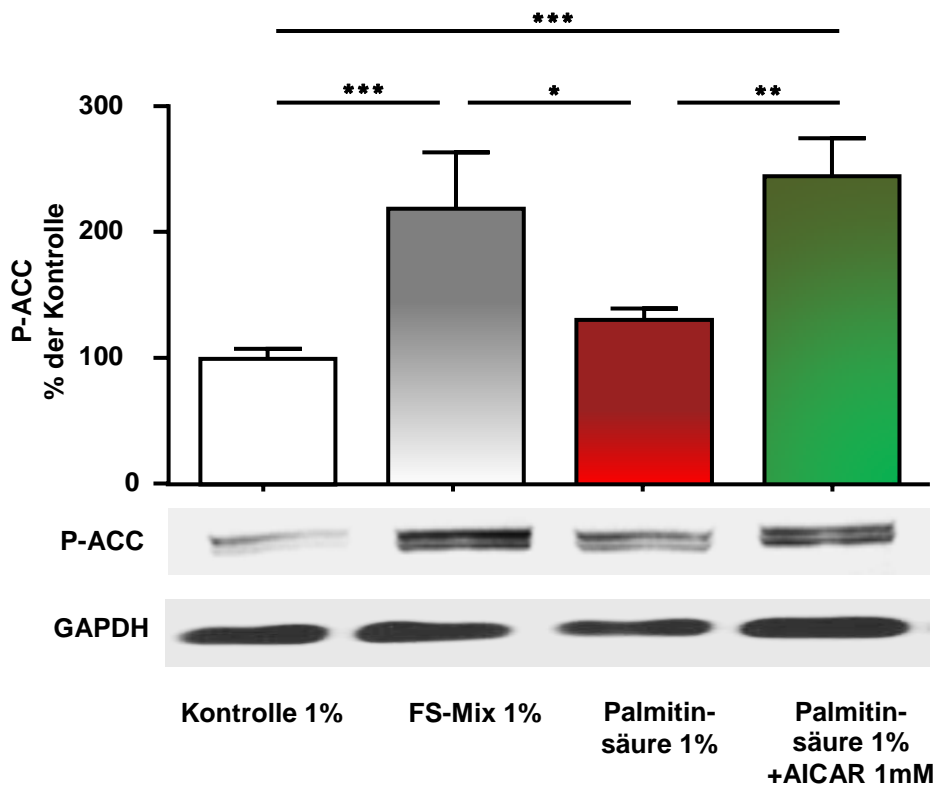 ***
*** * **
300
200
100
0
P-ACC
% der Kontrolle
P-ACC
GAPDH
Kontrolle 1%
FS-Mix 1%
Palmitin-
säure 1%
Palmitin-
säure 1%
+AICAR 1mM